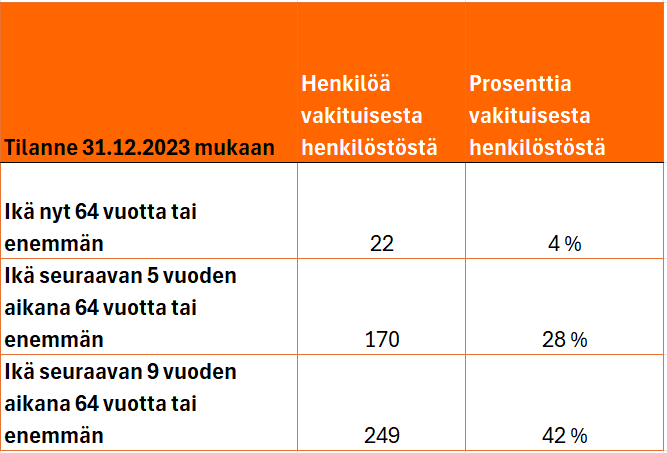 Tilanne 31.12.2023 mukaan
Henkilöä
vakituisesta
henkilöstöstä
Prosenttia
vakituisesta
henkilöstöstä
Ikä nyt 64 vuotta tai
enemmän
22
4 %
Ikä seuraavan 5 vuoden
aikana 64 vuotta tai
enemmän
170
28 %
Ikä seuraavan 9 vuoden
aikana 64 vuotta tai
enemmän
249
42 %